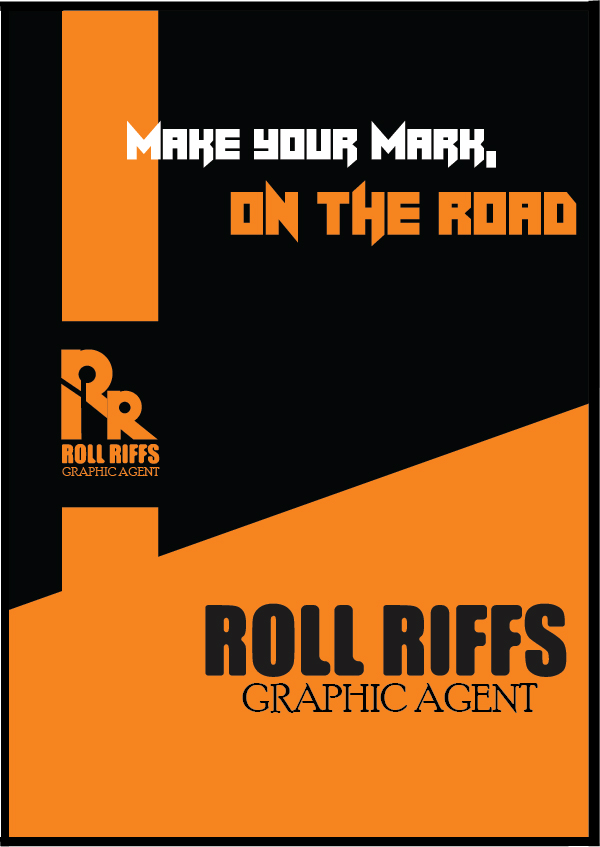 Make your Mark,
ON THE ROAD
RR
ROLL RIFFS
GRAPHIC AGENT
ROLL RIFFS
GRAPHIC AGENT